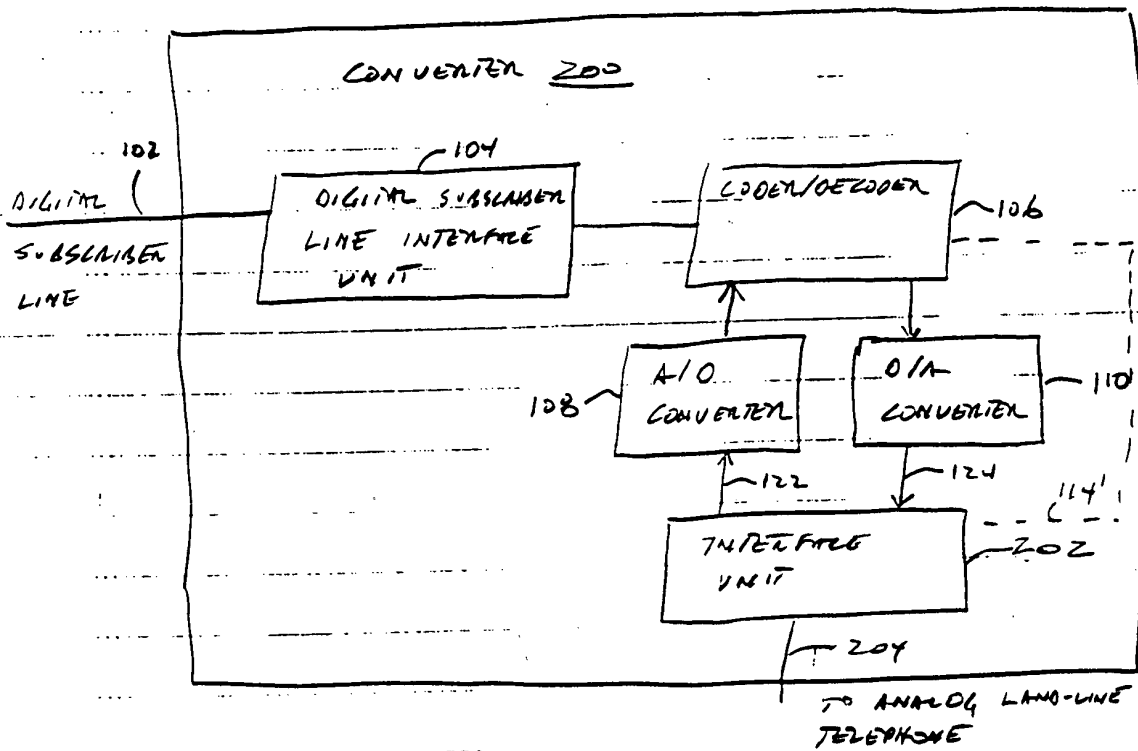 CONVERTER 200
102
DIGITAL
SUBSCRIBER
LINE
104
DIGITAL SUBSCRIBER
LINE INTERFACE
UNIT
CODER/DECODER
106
A/D
CONVERTER
108
D/A
CONVERTER
110
122
124
114'
INTERFACE
UNIT
202
204
TO ANALOG LAND-LINE
TELEPHONE